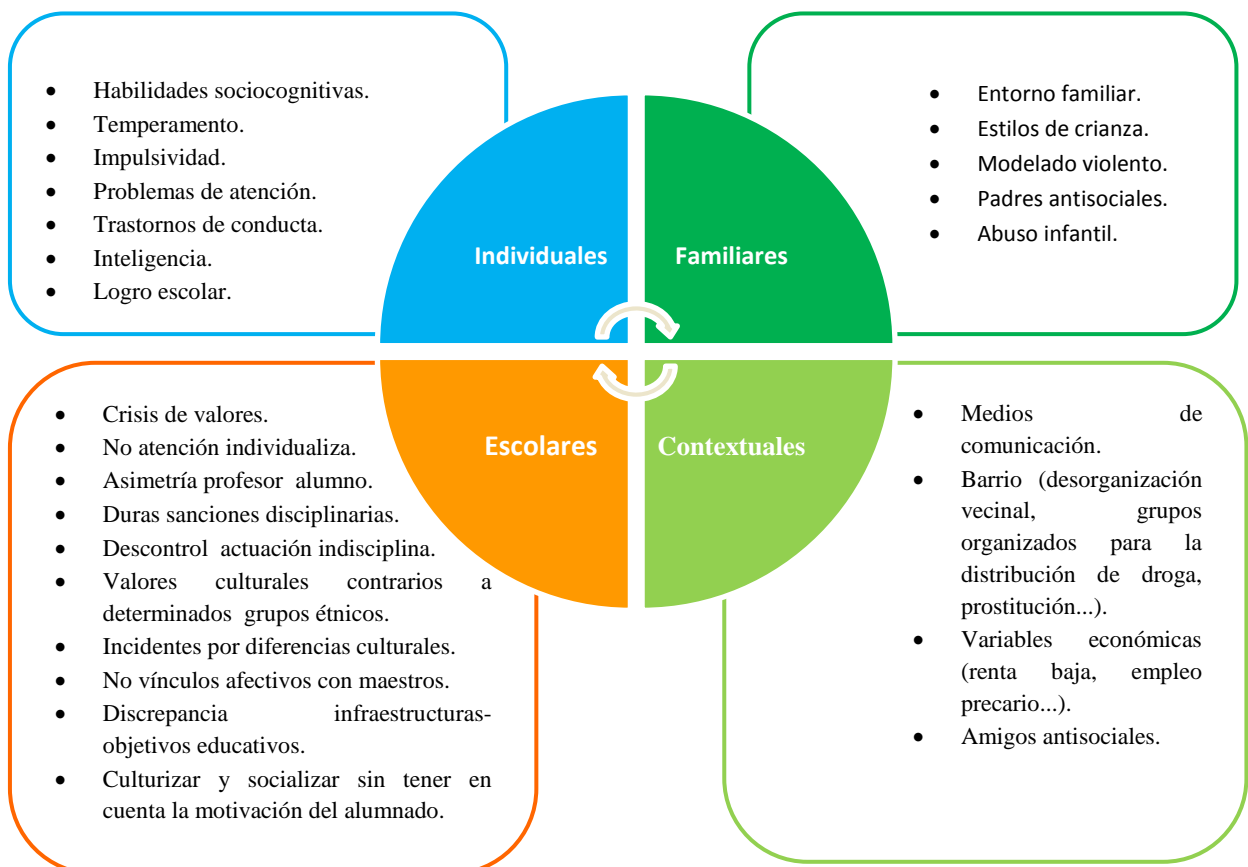 • Habilidades sociocognitivas.
• Temperamento.
• Impulsividad.
• Problemas de atención.
• Trastornos de conducta.
• Inteligencia.
• Logro escolar.
Individuales
Familiares
• Entorno familiar.
• Estilos de crianza.
• Modelado violento.
• Padres antisociales.
• Abuso infantil.
• Crisis de valores.
• No atención individualiza.
• Asimetría profesor alumno.
• Duras sanciones disciplinarias.
• Descontrol actuación indisciplina.
• Valores culturales contrarios a
determinados grupos étnicos.
• Incidentes por diferencias culturales.
• No vínculos afectivos con maestros.
• Discrepancia infraestructuras-
objetivos educativos.
• Culturizar y socializar sin tener en
cuenta la motivación del alumnado.
Escolares
Contextuales
• Medios de
comunicación.
• Barrio (desorganización
vecinal, grupos
organizados para la
distribución de droga,
prostitución...).
• Variables económicas
(renta baja, empleo
precario...).
• Amigos antisociales.